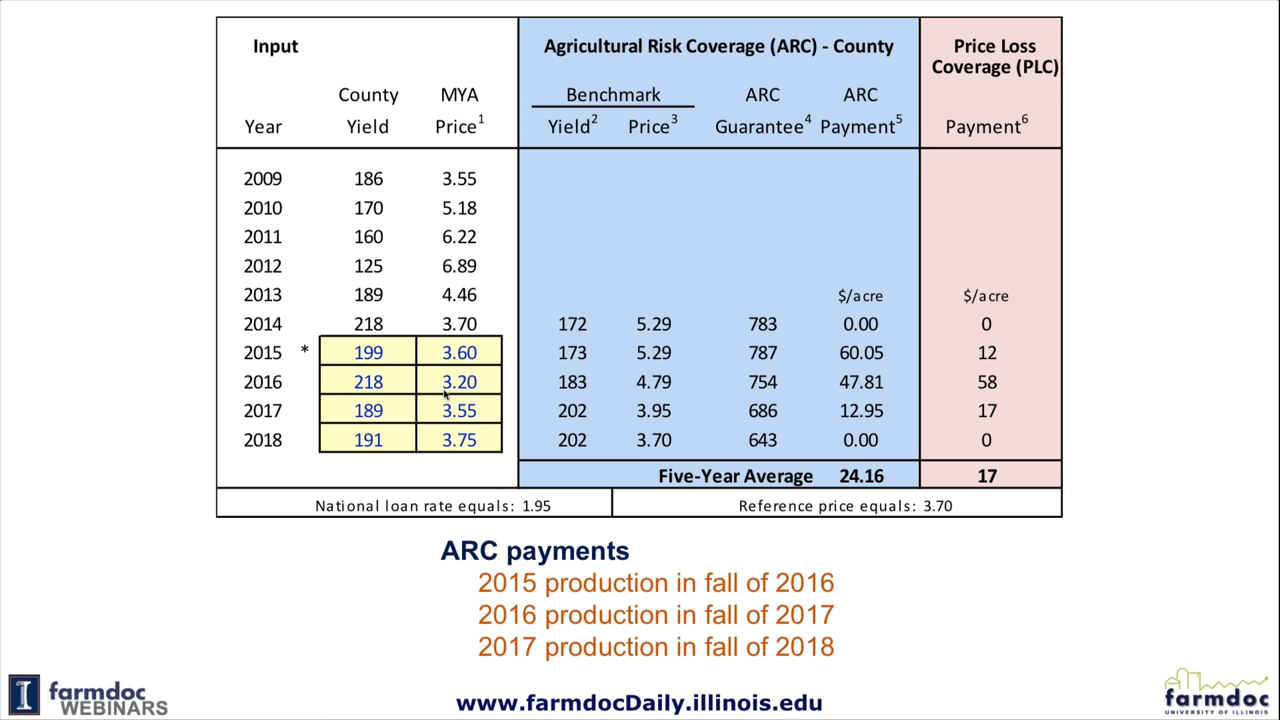 Input Agricultural Risk Coverage (ARC) - County Price Loss
Coverage (PLC)
County MYA Benchmark ARC ARC
Year Yield Price1 Yield2 Price3 Guarantee4 Payment5 Payment6
2009 186 3.55
2010 170 5.18
2011 160 6.22
2012 125 6.89
2013 189 4.46 $/acre $/acre
2014 218 3.70 172 5.29 783 0.00 0
2015 * 199 3.60 173 5.29 787 60.05 12
2016 218 3.20 183 4.79 754 47.81 58
2017 189 3.55 202 3.95 686 12.95 17
2018 191 3.75 202 3.70 643 0.00 0
Five-Year Average 24.16 17
National loan rate equals: 1.95 Reference price equals: 3.70
ARC payments
2015 production in fall of 2016
2016 production in fall of 2017
2017 production in fall of 2018
I farmdoc
WEBINARS
www.farmdocDaily.illinois.edu
farmdoc
UNIVERSITY OF ILLINOIS